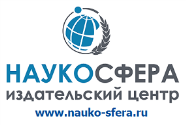 НАУКОСФЕРА
издательский центр
www.nauko-sfera.ru